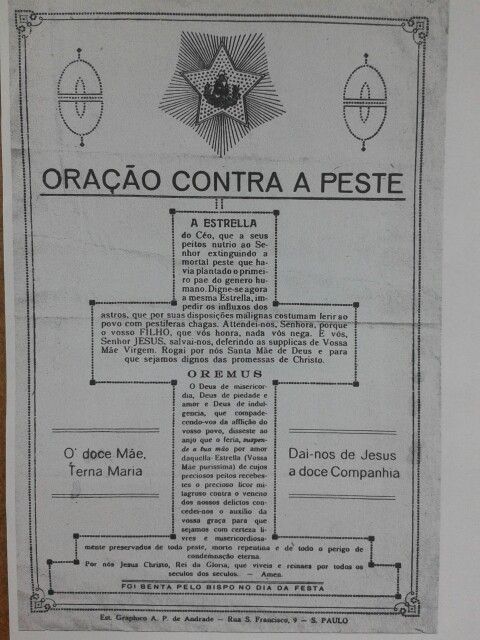 ORAÇÃO CONTRA A PESTE
A ESTRELLA
do Céo, que a seus
peitos nutrio ao Se-
nhor extinguindo a
mortal peste que ha-
via plantado o primei-
ro pae do genero hu-
mano. Digne-se agora
a mesma Estrella, im-
pedir os influxos dos
astros, que por suas disposições malignas costumam ferir ao
povo com pestiferas chagas. Attendei-nos, Senhora, porque
o vosso FILHO, que vós honra, nada vós nega. E vós,
Senhor JESUS, salvai-nos, deferindo as supplicas de Vossa
Mãe Virgem. Rogai por nós Santa Mãe de Deus e para
que sejamos dignos das promessas de Christo.
OREMUS
O Deus de misericor-
dia, Deus de piedade e
amor e Deus de indul-
gencia, que compade-
cendo-vos da afflição do
vosso povo, dissestes ao
anjo que o feria, suspen-
de a tua mão por amor
daquella Estrella (Vossa
Mãe purissima) de cujos
preciosos peitos recebes-
tes o precioso licor mi-
lagroso contra o veneno
dos nossos delictos con-
cedei-nos o auxilio da
vossa graça para que
sejamos com certeza li-
vres e misericordiosa-
mente preservados de toda peste, morte repentina e de todo o perigo de
condemnação eterna.
Por nós Jesus Christo, Rei da Gloria, que viveis e reinaes por todos os
seculos dos seculos. — Amen.
O' doce Mãe,
Terna Maria
Dai-nos de Jesus
a doce Companhia
FOI BENTA PELO BISPO NO DIA DA FESTA
Est. Graphico A. P. de Andrade — Rua S. Francisco, 9 — S. PAULO